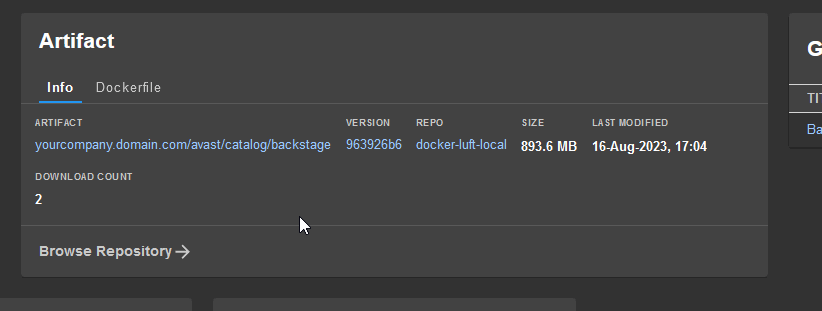 Artifact
G
Info Dockerfile
TI
ARTIFACT VERSION REPO SIZE LAST MODIFIED
yourcompany.domain.com/avast/catalog/backstage 963926b6 docker-luft-local 893.6 MB 16-Aug-2023, 17:04
Ba
DOWNLOAD COUNT
2
Browse Repository